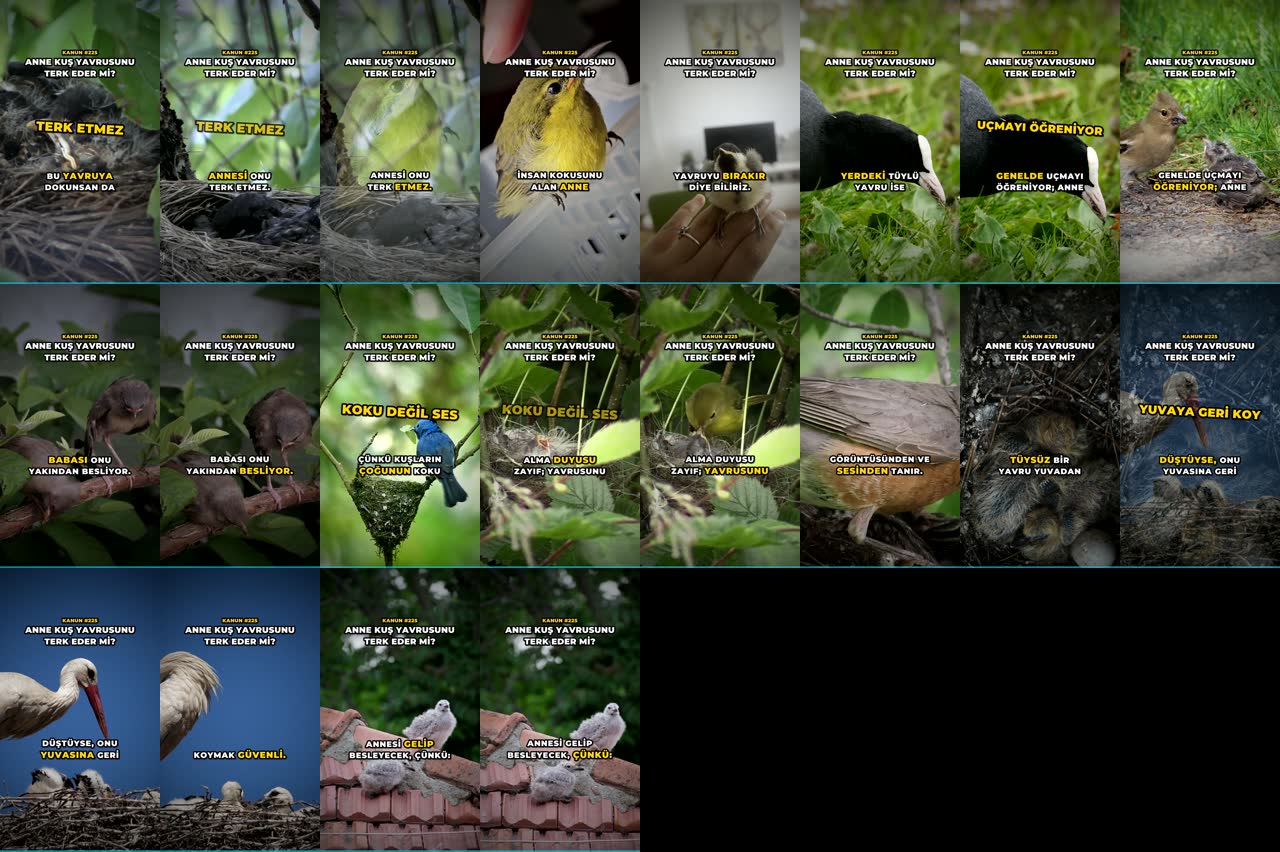 KANUN #225
ANNE KUŞ YAVRUSUNU
TERK EDER Mİ?
TERK ETMEZ
BU YAVRUYA
DOKUNSAN DA
KANUN #225
ANNE KUŞ YAVRUSUNU
TERK EDER Mİ?
TERK ETMEZ
ANNESİ ONU
TERK ETMEZ.
KANUN #225
ANNE KUŞ YAVRUSUNU
TERK EDER Mİ?
ANNESİ ONU
TERK ETMEZ.
KANUN #225
ANNE KUŞ YAVRUSUNU
TERK EDER Mİ?
İNSAN KOKUSUNU
ALAN ANNE
KANUN #225
ANNE KUŞ YAVRUSUNU
TERK EDER Mİ?
YAVRUYU BIRAKIR
DİYE BİLİRİZ.
KANUN #225
ANNE KUŞ YAVRUSUNU
TERK EDER Mİ?
YERDEKİ TÜYLÜ
YAVRU İSE
KANUN #225
ANNE KUŞ YAVRUSUNU
TERK EDER Mİ?
UÇMAYI ÖĞRENİYOR
GENELDE UÇMAYI
ÖĞRENİYOR; ANNE
KANUN #225
ANNE KUŞ YAVRUSUNU
TERK EDER Mİ?
GENELDE UÇMAYI
ÖĞRENİYOR; ANNE
KANUN #225
ANNE KUŞ YAVRUSUNU
TERK EDER Mİ?
BABASI ONU
YAKINDAN BESLİYOR.
KANUN #225
ANNE KUŞ YAVRUSUNU
TERK EDER Mİ?
BABASI ONU
YAKINDAN BESLİYOR.
KANUN #225
ANNE KUŞ YAVRUSUNU
TERK EDER Mİ?
KOKU DEĞİL SES
ÇÜNKÜ KUŞLARIN
ÇOĞUNUN KOKU
KANUN #225
ANNE KUŞ YAVRUSUNU
TERK EDER Mİ?
KOKU DEĞİL SES
ALMA DUYUSU
ZAYIF; YAVRUSUNU
KANUN #225
ANNE KUŞ YAVRUSUNU
TERK EDER Mİ?
ALMA DUYUSU
ZAYIF; YAVRUSUNU
KANUN #225
ANNE KUŞ YAVRUSUNU
TERK EDER Mİ?
GÖRÜNTÜSÜNDEN VE
SESİNDEN TANIR.
KANUN #225
ANNE KUŞ YAVRUSUNU
TERK EDER Mİ?
TÜYSÜZ BİR
YAVRU YUVADAN
KANUN #225
ANNE KUŞ YAVRUSUNU
TERK EDER Mİ?
YUVAYA GERİ KOY
DÜŞTÜYSE, ONU
YUVASINA GERİ
KANUN #225
ANNE KUŞ YAVRUSUNU
TERK EDER Mİ?
DÜŞTÜYSE, ONU
YUVASINA GERİ
KANUN #225
ANNE KUŞ YAVRUSUNU
TERK EDER Mİ?
KOYMAK GÜVENLİ.
KANUN #225
ANNE KUŞ YAVRUSUNU
TERK EDER Mİ?
ANNESİ GELİP
BESLEYECEK, ÇÜNKÜ:
KANUN #225
ANNE KUŞ YAVRUSUNU
TERK EDER Mİ?
ANNESİ GELİP
BESLEYECEK, ÇÜNKÜ: